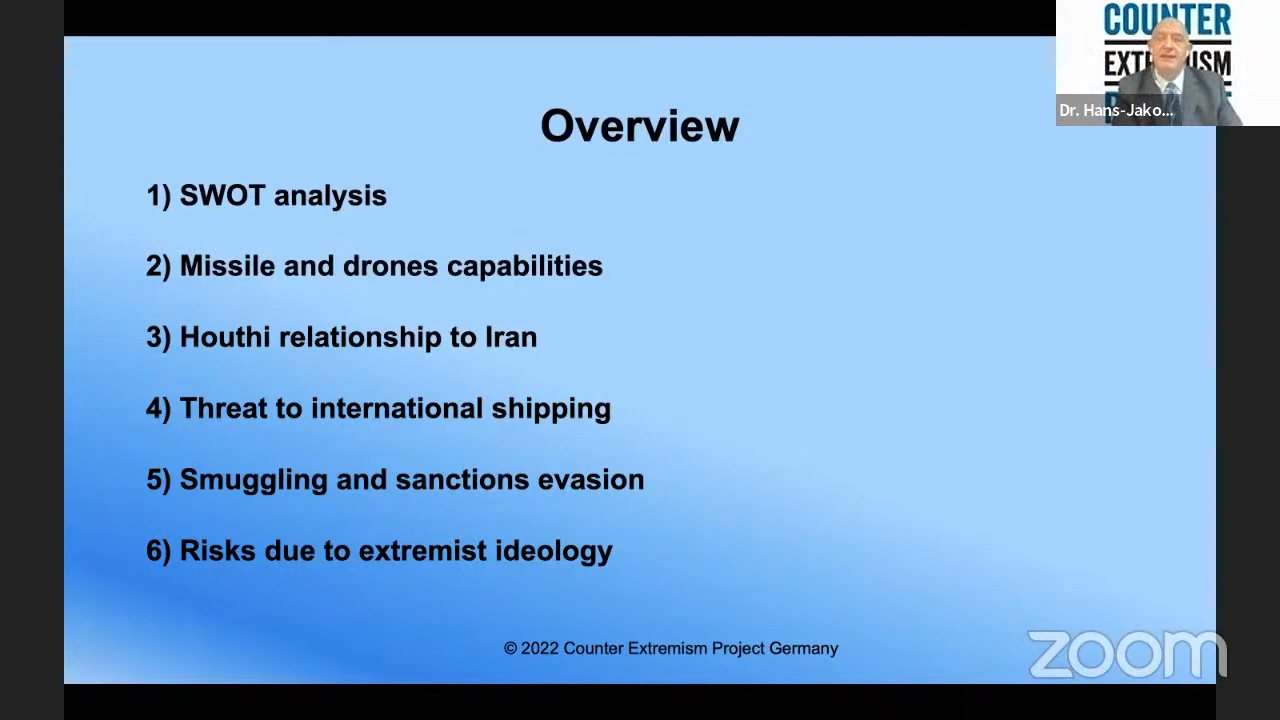 Overview
1) SWOT analysis
2) Missile and drones capabilities
3) Houthi relationship to Iran
4) Threat to international shipping
5) Smuggling and sanctions evasion
6) Risks due to extremist ideology
© 2022 Counter Extremism Project Germany
COUNTER
Dr. Hans-Jako...
zoom